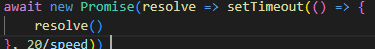 await new Promise(resolve => setTimeout(() => {
    resolve()
}, 20/speed))